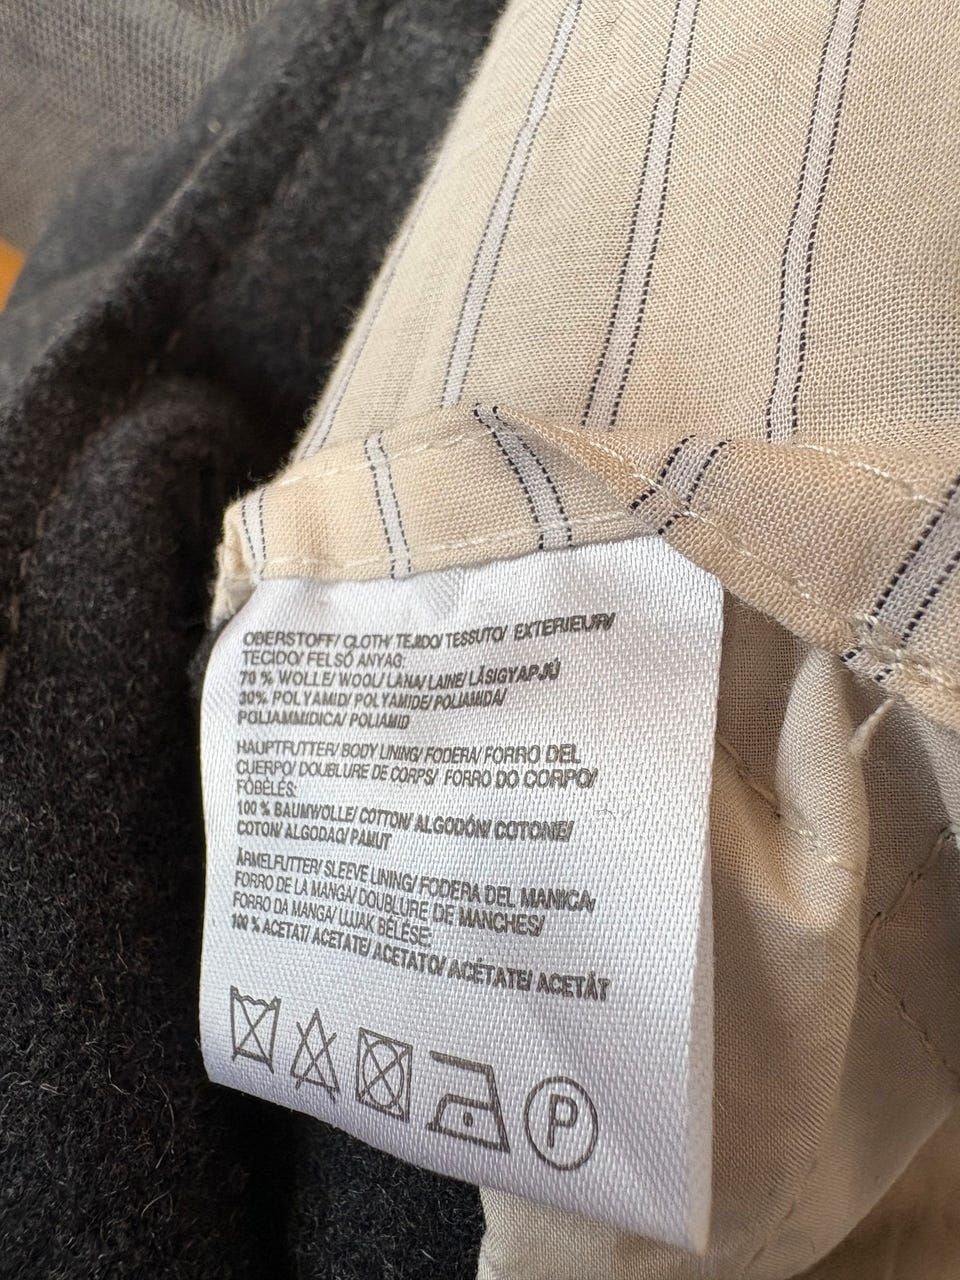 OBERSTOFF/ CLOTH/ TEJIDO/ TESSUTO/ EXTERIEUR/
TECIDO/ FELSŐ ANYAG:
70 % WOLLE/ WOOL/ LANA/ LAINE/ LÃ/SIGYAPJÚ
30% POLYAMID/ POLYAMIDE/ POLIAMIDA/
POLIAMMIDICA/ POLIAMID
HAUPTFUTTER/ BODY LINING/ FODERA/ FORRO DEL
CUERPO/ DOUBLURE DE CORPS/ FORRO DO CORPO/
FŐBÉLÉS:
100 % BAUMWOLLE/ COTTON/ ALGODÓN/ COTONE/
COTON/ ALGODAO/ PAMUT
ÄRMELFUTTER/ SLEEVE LINING/ FODERA DEL MANICA/
FORRO DE LA MANGA/ DOUBLURE DE MANCHES/
FORRO DA MANGA/ UJJAK BÉLÉSE:
100 % ACETAT/ ACETATE/ ACETATO/ ACÉTATE/ ACETÁT
P